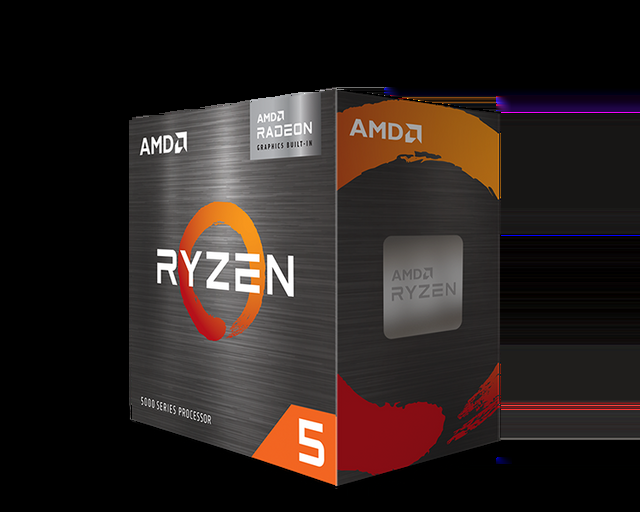 AMD
AMD
RADEON
GRAPHICS BUILT-IN
RYZEN
5000 SERIES PROCESSOR
5
AMD
AMD
RYZEN